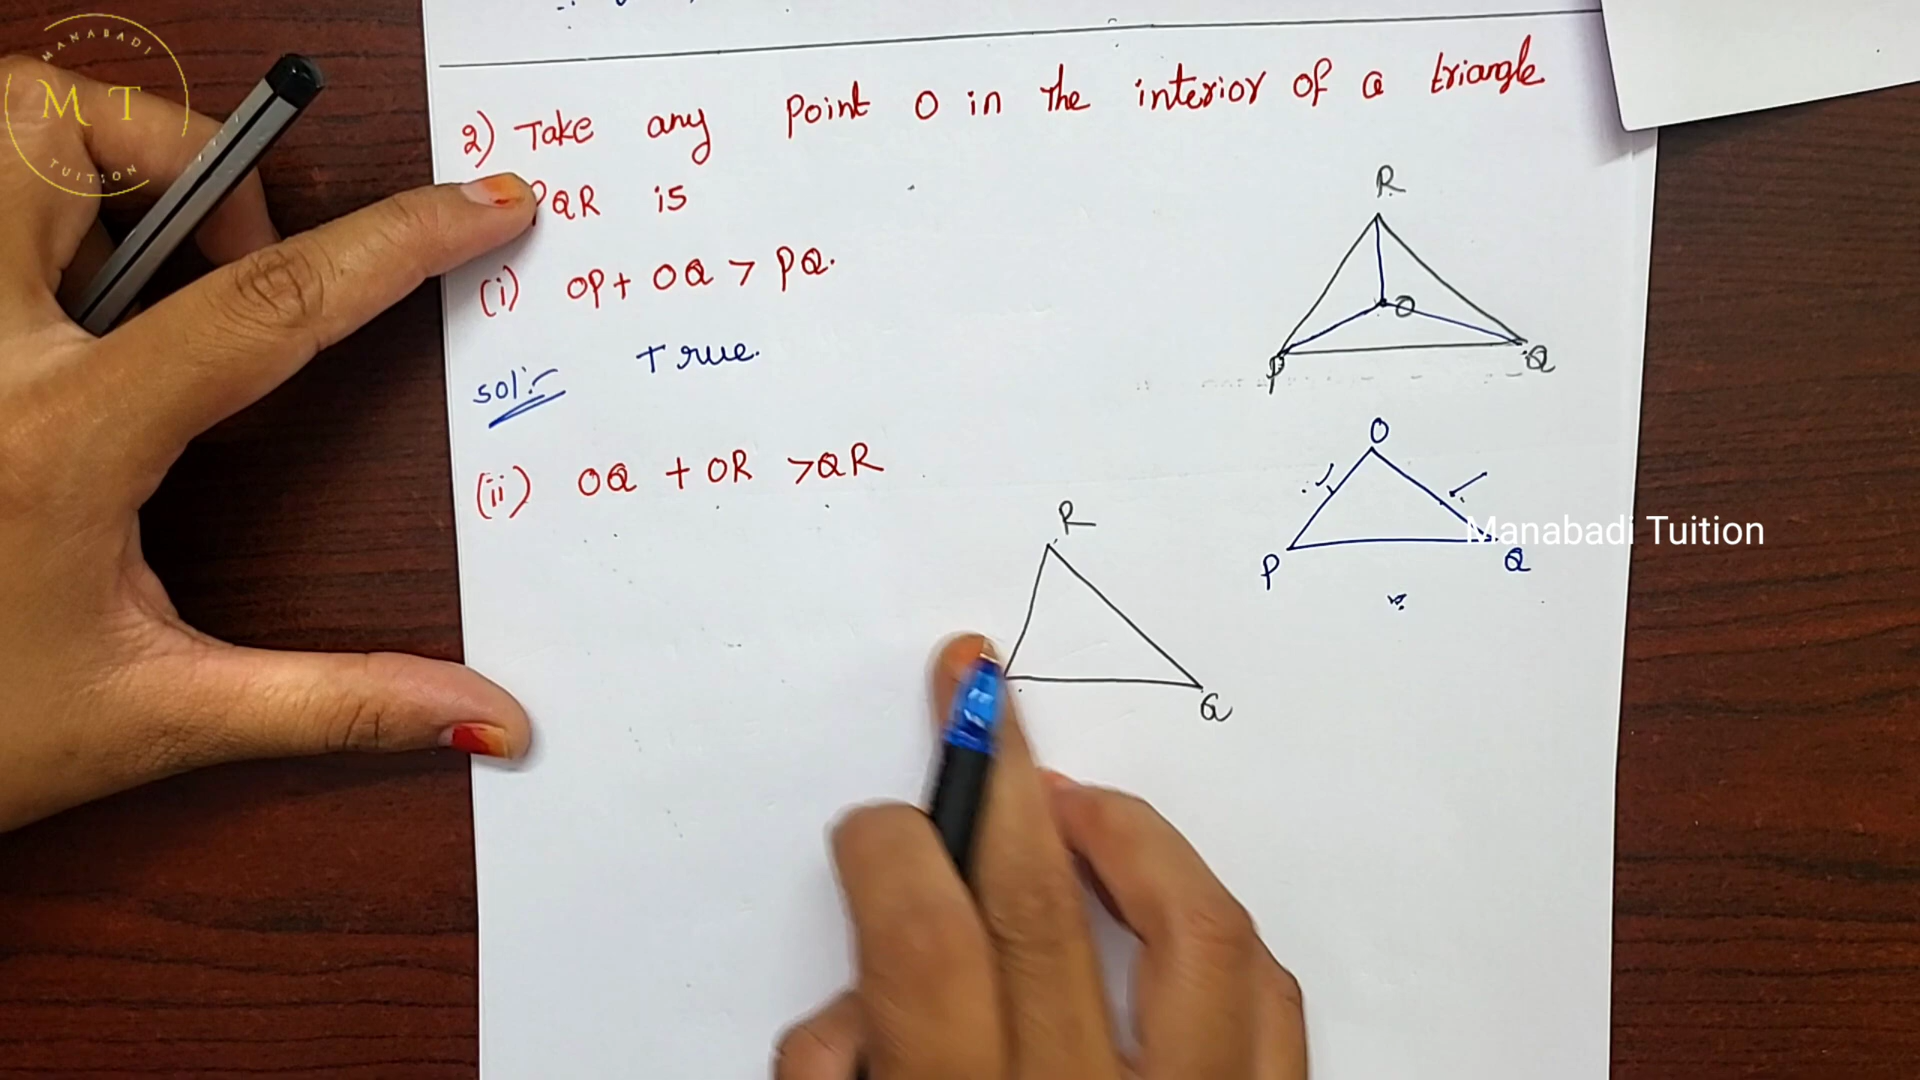 MANABADI
M T
TUITION
2) Take any point O in the interior of a triangle
PQR is
(i) OP + OQ > PQ.
sol:- True.
(ii) OQ + OR > QR
R
O
P
Q
O
P
Q
R
Q
Manabadi Tuition